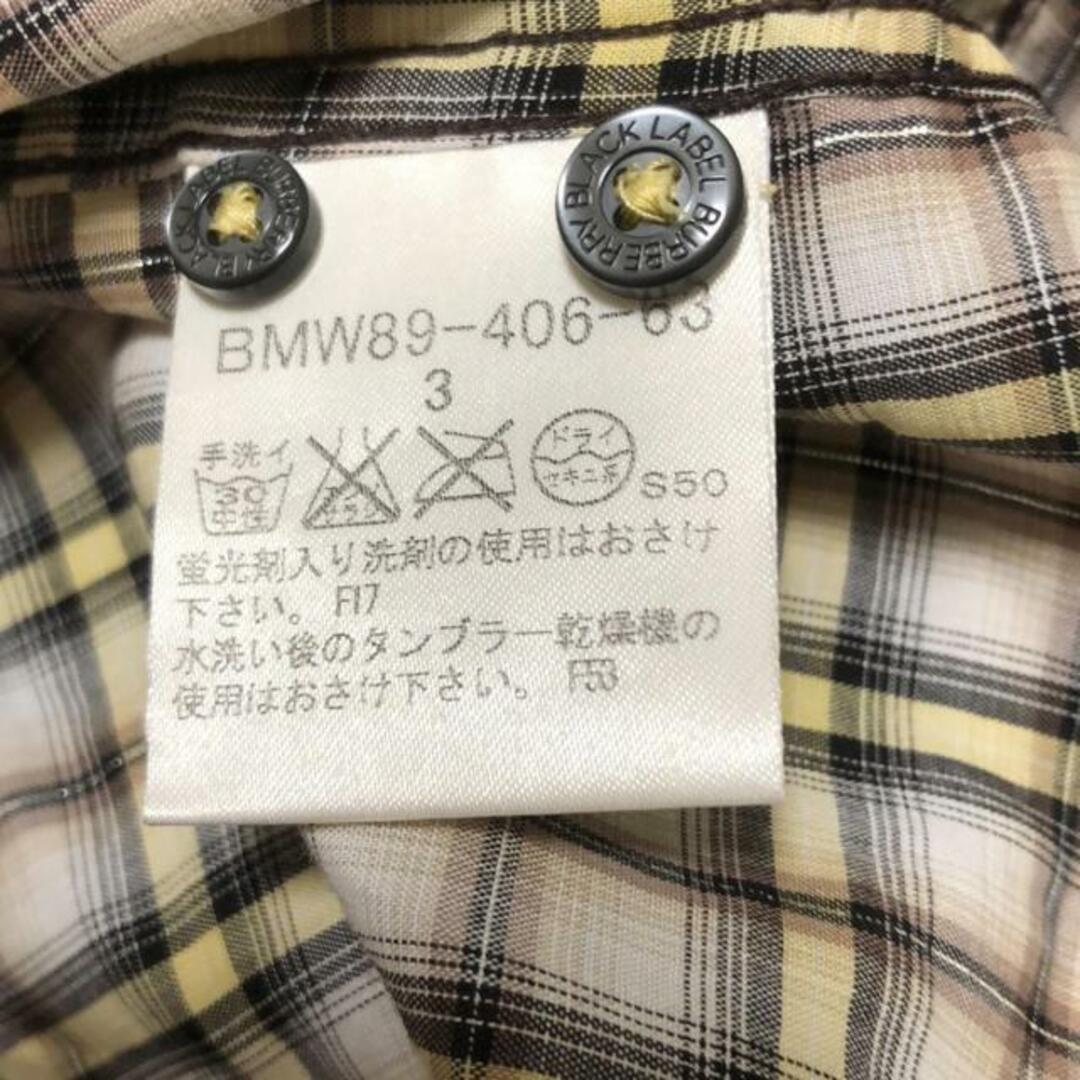 BLACK LABEL BURBERRY
BLACK LABEL BURBERRY
BMW89-406-63
3
手洗イ
30
中性
ドライ
セキユ系
S50
蛍光剤入り洗剤の使用はおさけ
下さい。 F17
水洗い後のタンブラー乾燥機の
使用はおさけ下さい。 F53